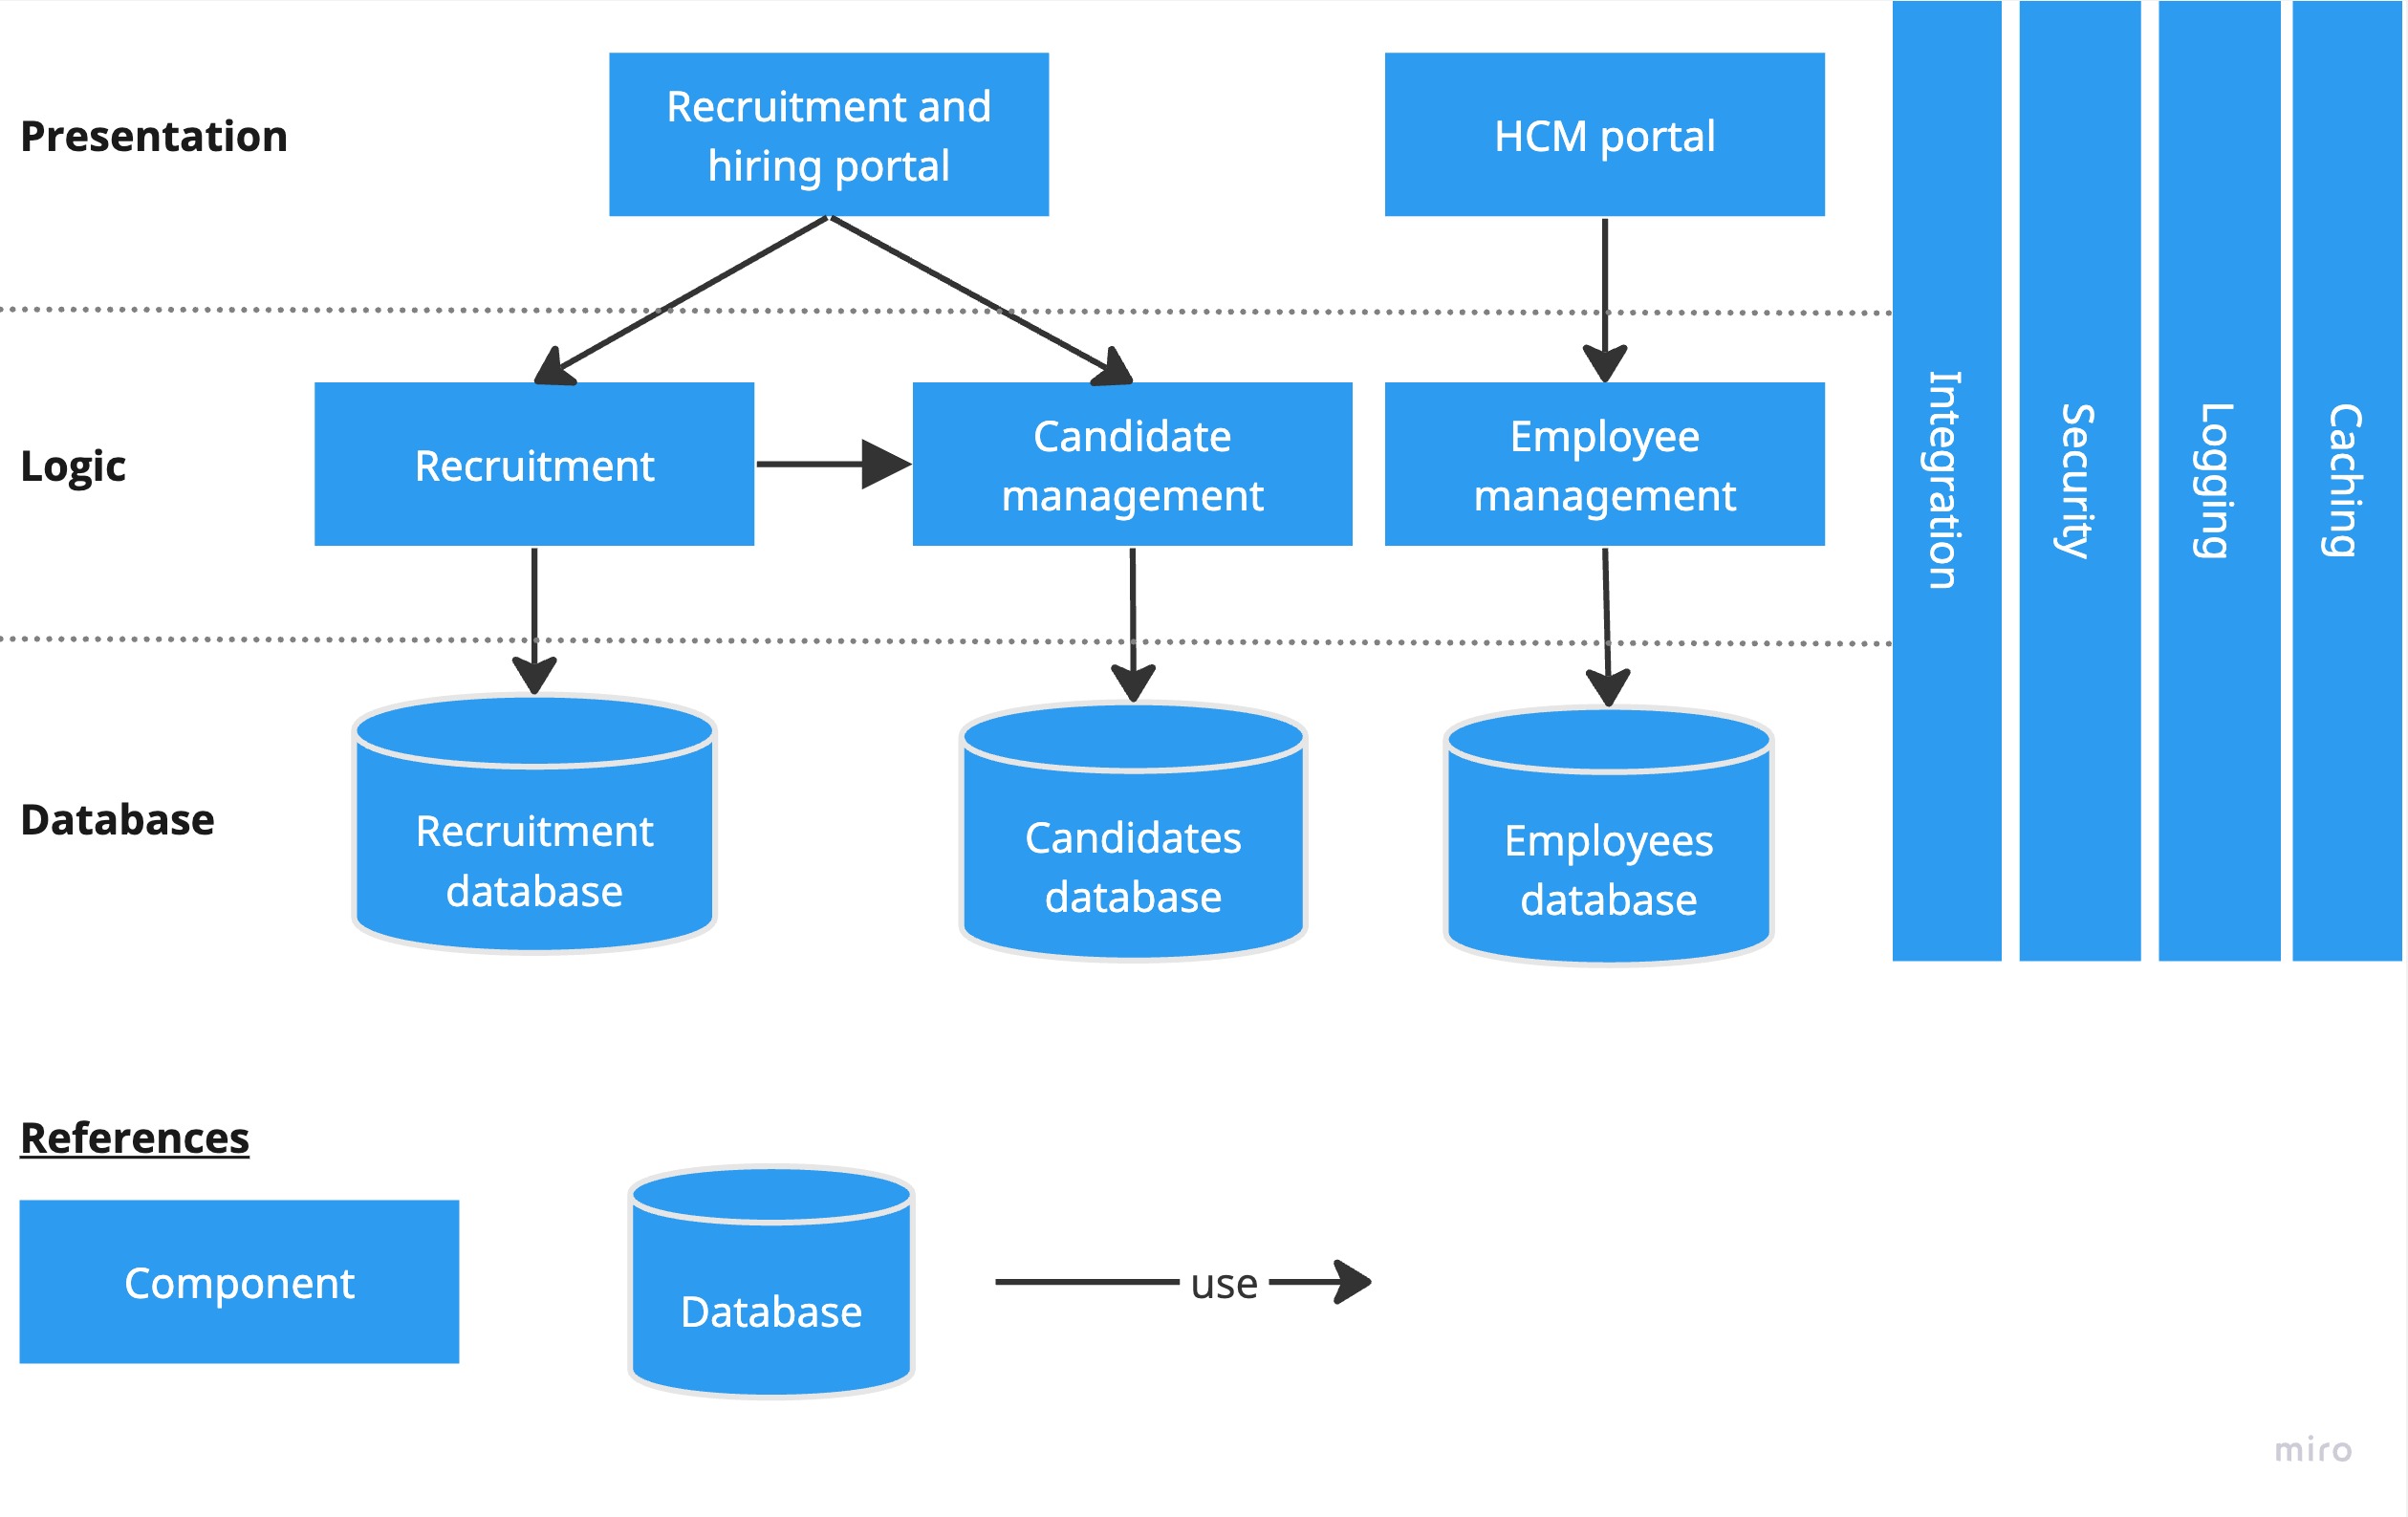 Presentation
Recruitment and
hiring portal
HCM portal
Logic
Recruitment
Candidate
management
Employee
management
Database
Recruitment
database
Candidates
database
Employees
database
Integration
Security
Logging
Caching
References
Component
Database
use
miro